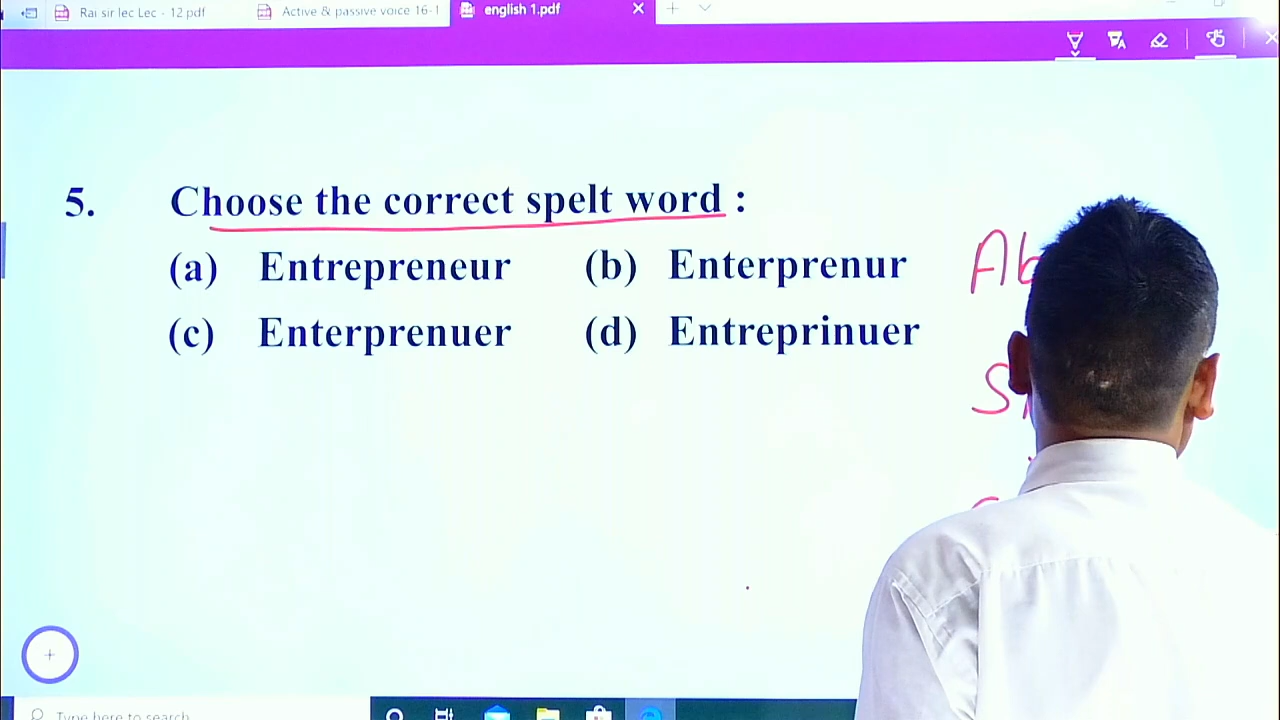 Rai sir lec Lec - 12 pdf
Active & passive voice 16-1
english 1.pdf
5. Choose the correct spelt word :
(a) Entrepreneur (b) Enterprenur
(c) Enterprenuer (d) Entreprinuer
Type here to search